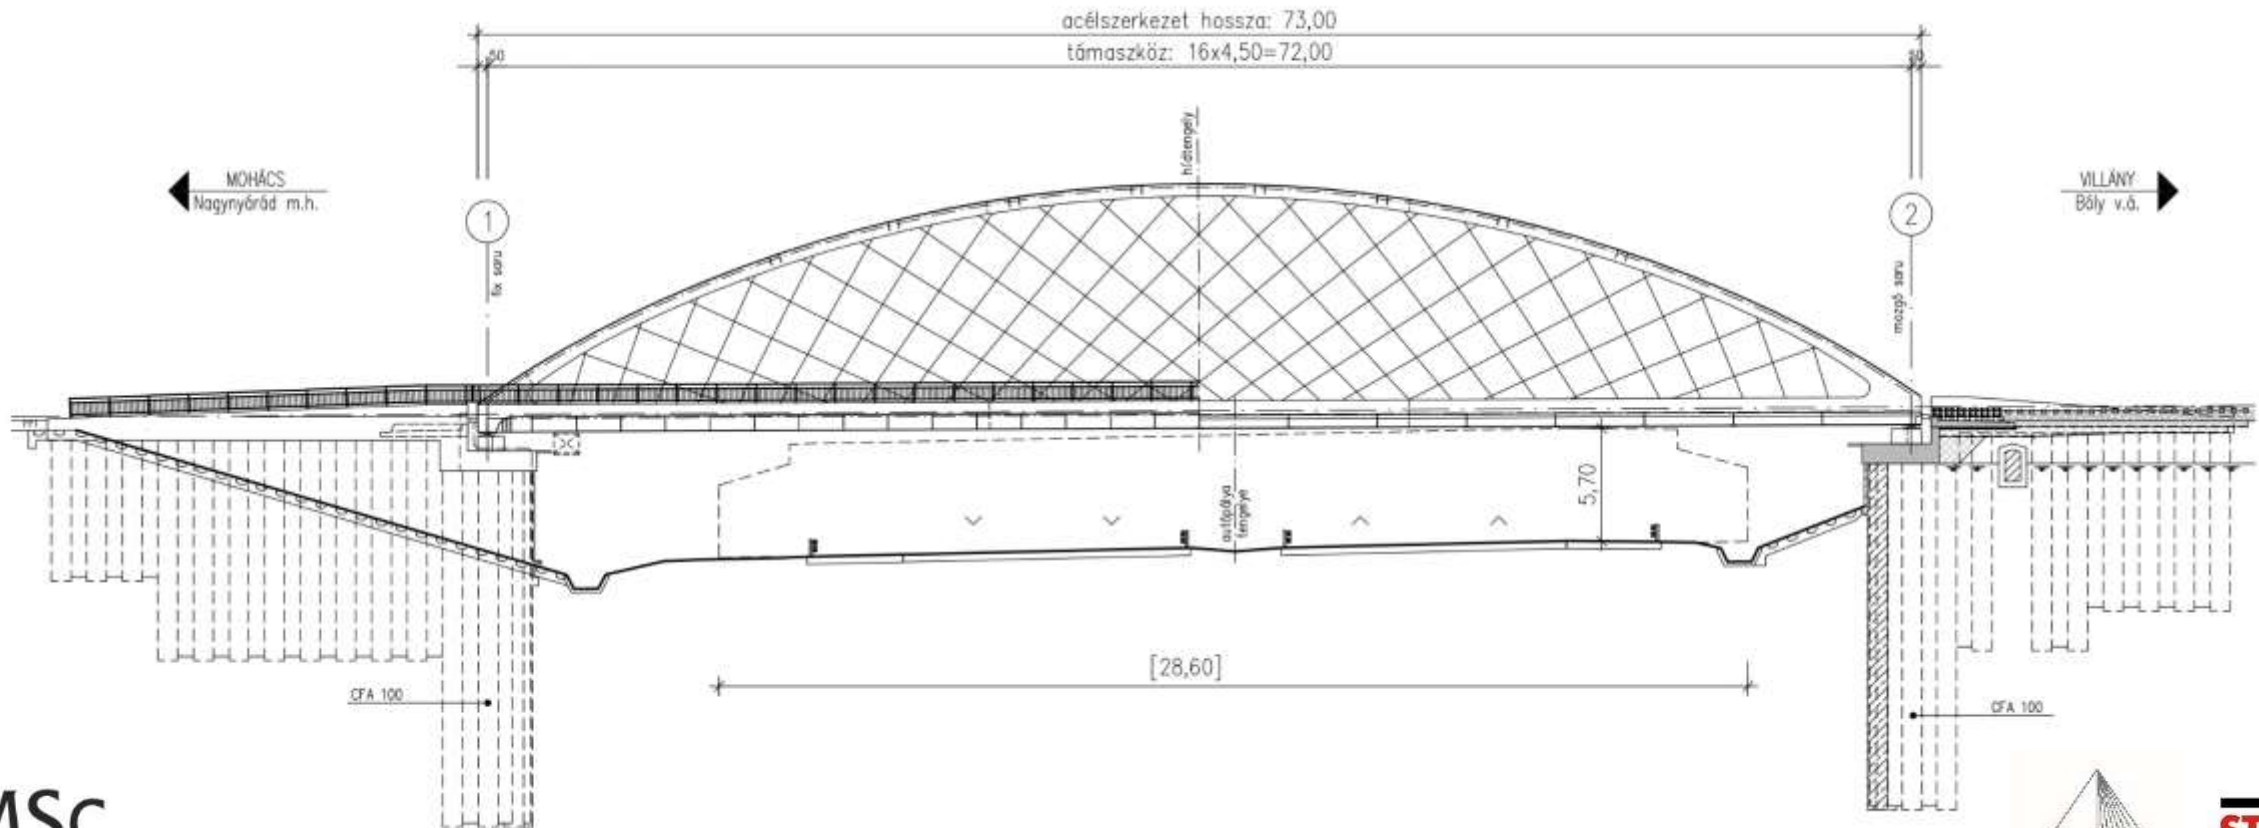 acélszerkezet hossza: 73,00
támaszköz: 16x4,50=72,00
50
50
hídtengely
MOHÁCS
Nagynyárád m.h.
VILLÁNY
Bóly v.á.
1
2
fix saru
mozgó saru
autópálya
tengelye
5,70
[28,60]
CFA 100
CFA 100
MSc
ST